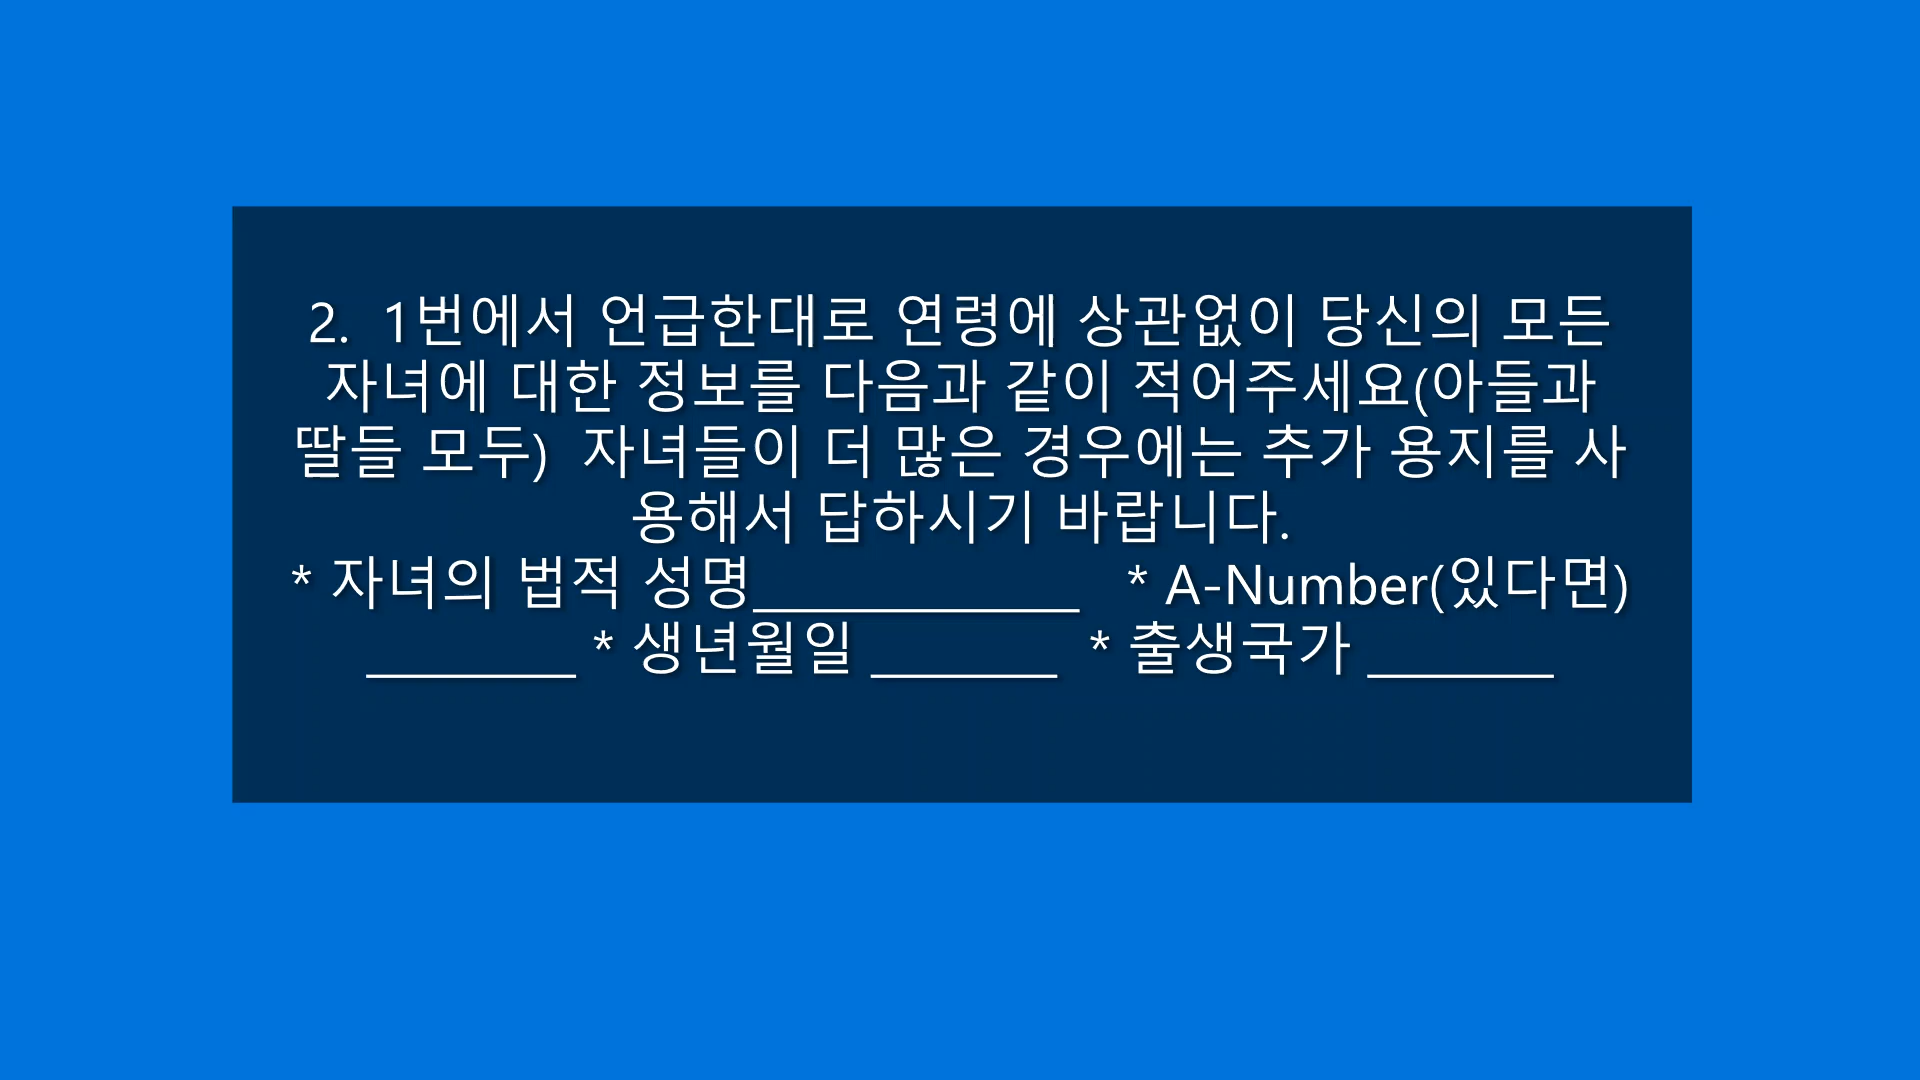 2.  1번에서 언급한대로 연령에 상관없이 당신의 모든
자녀에 대한 정보를 다음과 같이 적어주세요(아들과
딸들 모두)  자녀들이 더 많은 경우에는 추가 용지를 사
용해서 답하시기 바랍니다.
* 자녀의 법적 성명______________   * A-Number(있다면)
_________ * 생년월일 ________  * 출생국가 ________